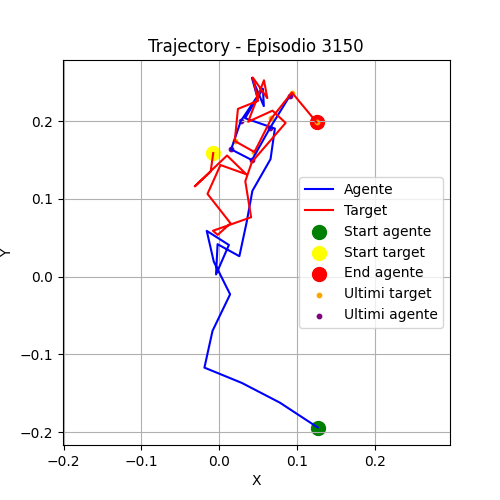 Trajectory - Episodio 3150
Y
0.2
0.1
0.0
−0.1
−0.2
Agente
Target
Start agente
Start target
End agente
Ultimi target
Ultimi agente
−0.2
−0.1
0.0
0.1
0.2
X